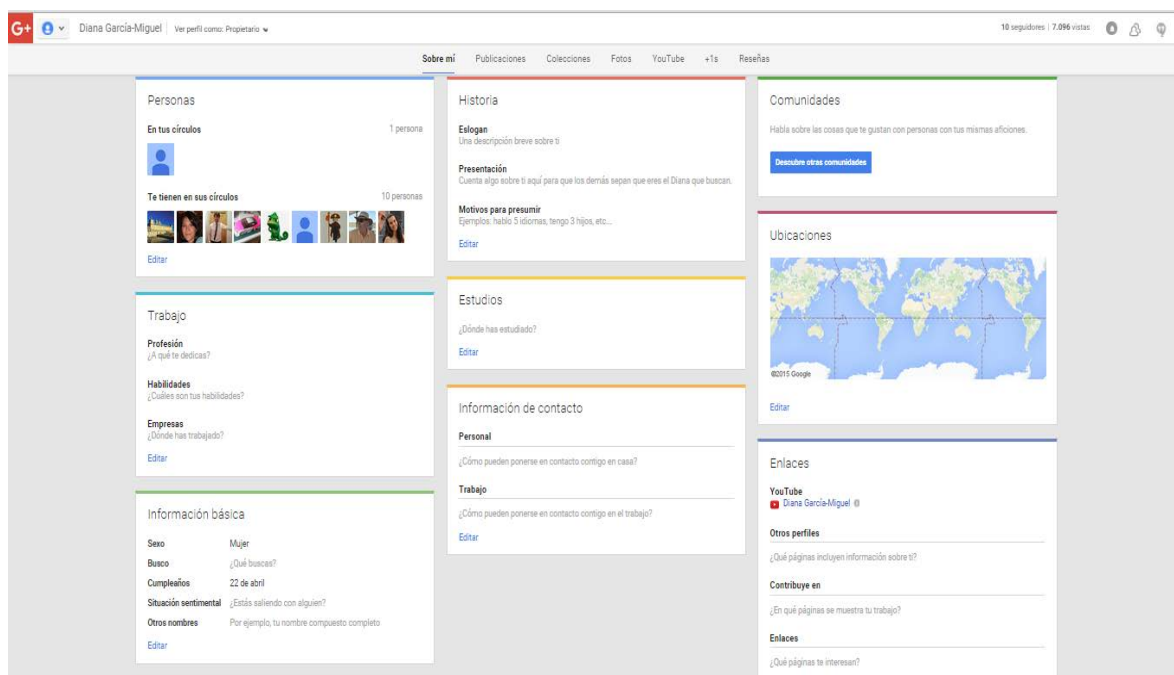 G+
Diana García-Miguel | Ver perfil como: Propietario
10 seguidores | 7.096 vistas
Sobre mí Publicaciones Colecciones Fotos YouTube +1s Reseñas
Personas
En tus círculos 1 persona
Te tienen en sus círculos 10 personas
Editar
Trabajo
Profesión
¿A qué te dedicas?
Habilidades
¿Cuáles son tus habilidades?
Empresas
¿Dónde has trabajado?
Editar
Información básica
Sexo Mujer
Busco ¿Qué buscas?
Cumpleaños 22 de abril
Situación sentimental ¿Estás saliendo con alguien?
Otros nombres Por ejemplo, tu nombre compuesto completo
Editar
Historia
Eslogan
Una descripción breve sobre ti
Presentación
Cuenta algo sobre ti aquí para que los demás sepan que eres el Diana que buscan.
Motivos para presumir
Ejemplos: hablo 5 idiomas, tengo 3 hijos, etc...
Editar
Estudios
¿Dónde has estudiado?
Editar
Información de contacto
Personal
¿Cómo pueden ponerse en contacto contigo en casa?
Trabajo
¿Cómo pueden ponerse en contacto contigo en el trabajo?
Editar
Comunidades
Habla sobre las cosas que te gustan con personas con tus mismas aficiones.
Descubre otras comunidades
Ubicaciones
©2015 Google
Editar
Enlaces
YouTube
Diana García-Miguel
Otros perfiles
¿Qué páginas incluyen información sobre ti?
Contribuye en
¿En qué páginas se muestra tu trabajo?
Enlaces
¿Qué páginas te interesan?